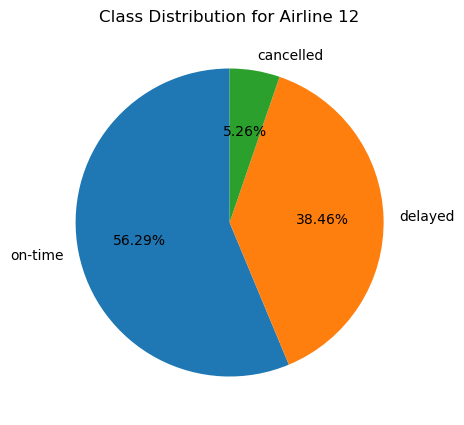 Class Distribution for Airline 12
cancelled
5.26%
38.46%
delayed
56.29%
on-time